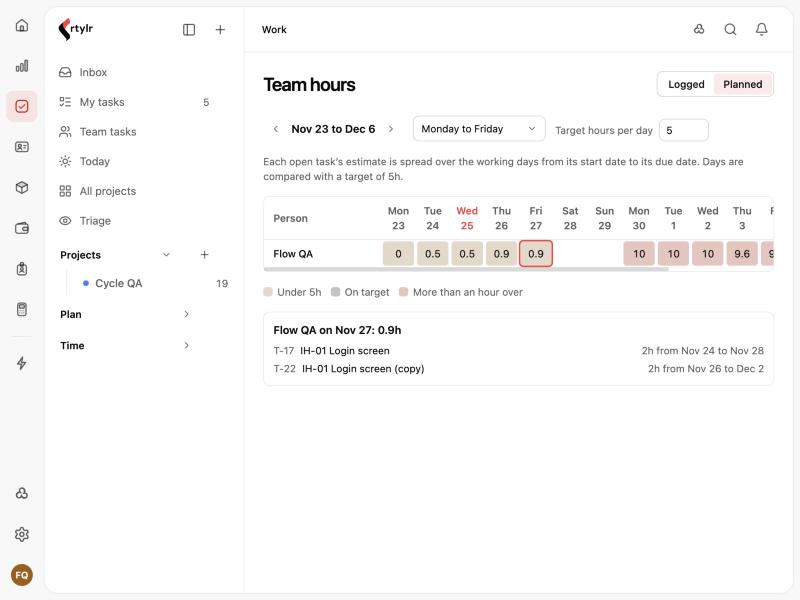 rtylr
Work
Inbox
My tasks 5
Team tasks
Today
All projects
Triage
Projects
Cycle QA 19
Plan
Time
FQ
Team hours
Logged Planned
Nov 23 to Dec 6 Monday to Friday Target hours per day 5
Each open task's estimate is spread over the working days from its start date to its due date. Days are
compared with a target of 5h.
Person Mon Tue Wed Thu Fri Sat Sun Mon Tue Wed Thu
23 24 25 26 27 28 29 30 1 2 3
Flow QA 0 0.5 0.5 0.9 0.9 10 10 10 9.6
Under 5h On target More than an hour over
Flow QA on Nov 27: 0.9h
T-17 IH-01 Login screen 2h from Nov 24 to Nov 28
T-22 IH-01 Login screen (copy) 2h from Nov 26 to Dec 2